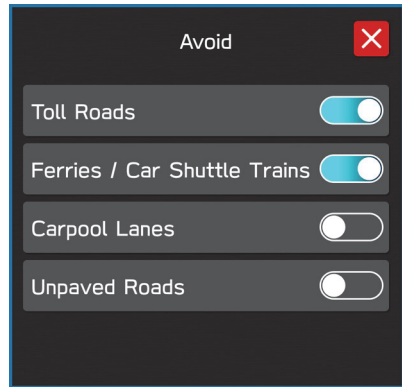 Avoid
Toll Roads
Ferries / Car Shuttle Trains
Carpool Lanes
Unpaved Roads